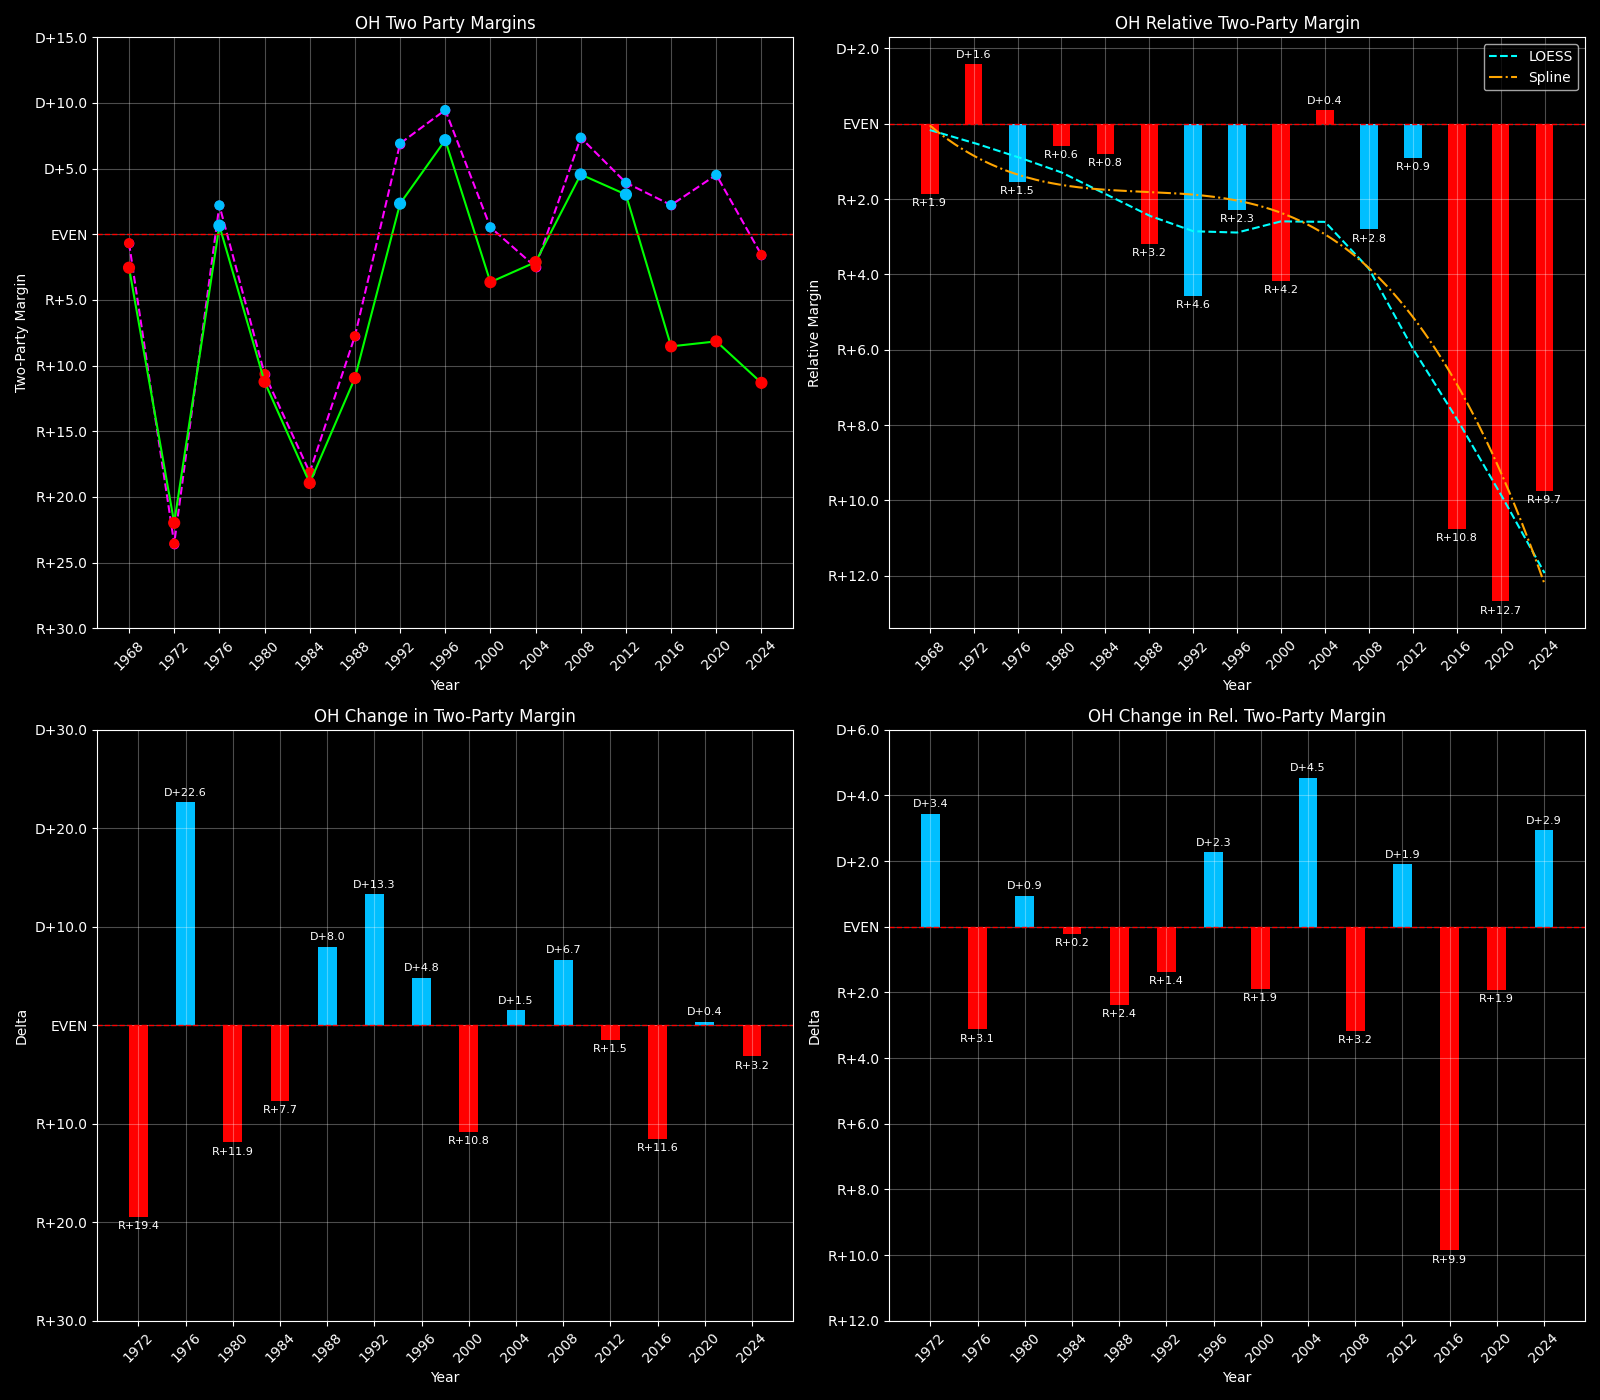 OH Two Party Margins
D+15.0
D+10.0
D+5.0
EVEN
R+5.0
R+10.0
R+15.0
R+20.0
R+25.0
R+30.0
Two-Party Margin
1968
1972
1976
1980
1984
1988
1992
1996
2000
2004
2008
2012
2016
2020
2024
Year
OH Relative Two-Party Margin
LOESS
Spline
D+2.0
EVEN
R+2.0
R+4.0
R+6.0
R+8.0
R+10.0
R+12.0
Relative Margin
R+1.9
D+1.6
R+1.5
R+0.6
R+0.8
R+3.2
R+4.6
R+2.3
R+4.2
D+0.4
R+2.8
R+0.9
R+10.8
R+12.7
R+9.7
1968
1972
1976
1980
1984
1988
1992
1996
2000
2004
2008
2012
2016
2020
2024
Year
OH Change in Two-Party Margin
D+30.0
D+20.0
D+10.0
EVEN
R+10.0
R+20.0
R+30.0
Delta
R+19.4
D+22.6
R+11.9
R+7.7
D+8.0
D+13.3
D+4.8
R+10.8
D+1.5
D+6.7
R+1.5
R+11.6
D+0.4
R+3.2
1972
1976
1980
1984
1988
1992
1996
2000
2004
2008
2012
2016
2020
2024
Year
OH Change in Rel. Two-Party Margin
D+6.0
D+4.0
D+2.0
EVEN
R+2.0
R+4.0
R+6.0
R+8.0
R+10.0
R+12.0
Delta
D+3.4
R+3.1
D+0.9
R+0.2
R+2.4
R+1.4
D+2.3
R+1.9
D+4.5
R+3.2
D+1.9
R+9.9
R+1.9
D+2.9
1972
1976
1980
1984
1988
1992
1996
2000
2004
2008
2012
2016
2020
2024
Year